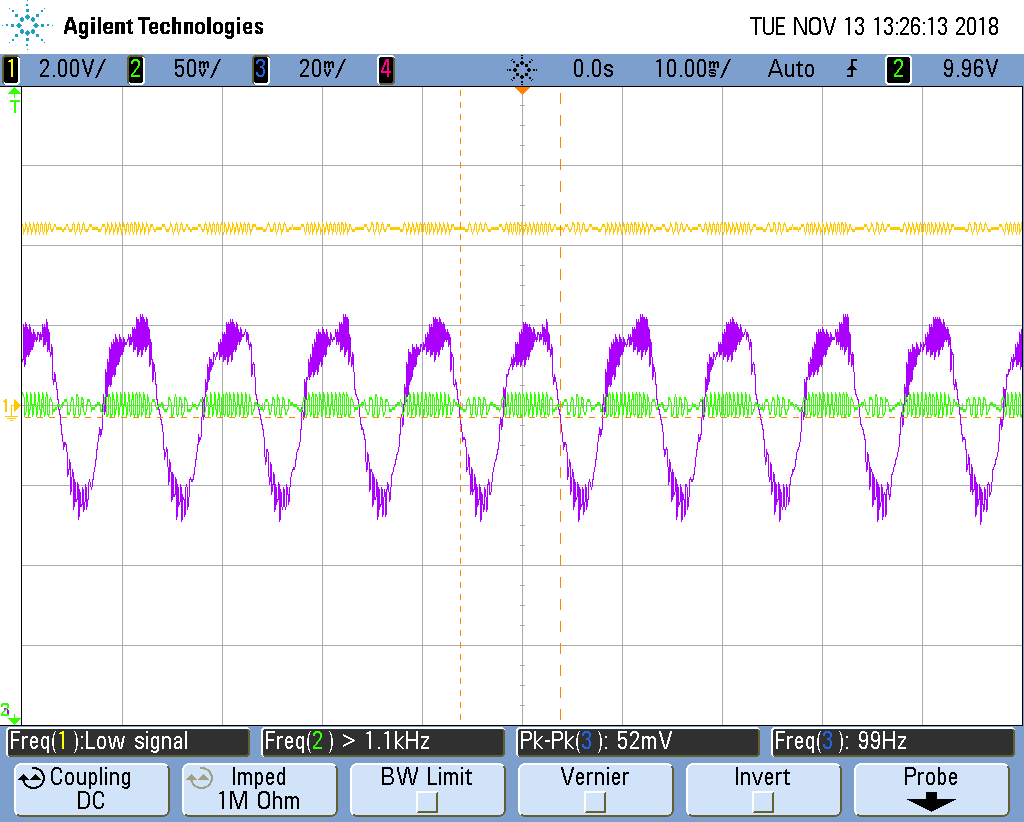 Agilent Technologies
TUE NOV 13 13:26:13 2018
1 2.00V/ 2 50mV/ 3 20mV/ 4 0.0s 10.00ms/ Auto 2 9.96V
T
1
3
Freq(1):Low signal Freq(2) > 1.1kHz Pk-Pk(3): 52mV Freq(3): 99Hz
Coupling Imped BW Limit Vernier Invert Probe
DC 1M Ohm